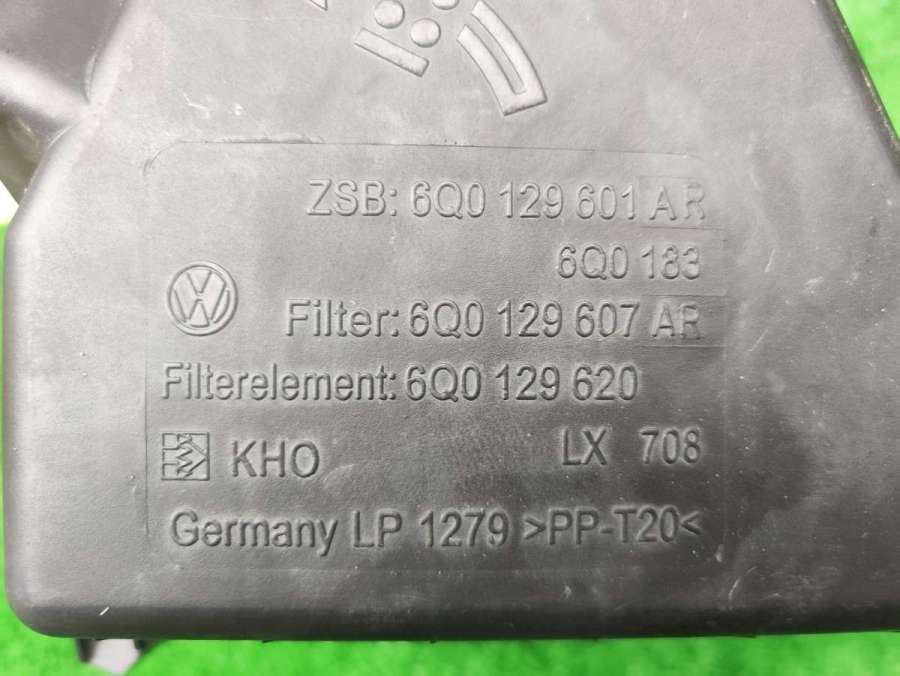 ZSB: 6Q0 129 601 AR
6Q0 183
Filter: 6Q0 129 607 AR
Filterelement: 6Q0 129 620
KHO LX 708
Germany LP 1279 >PP-T20<